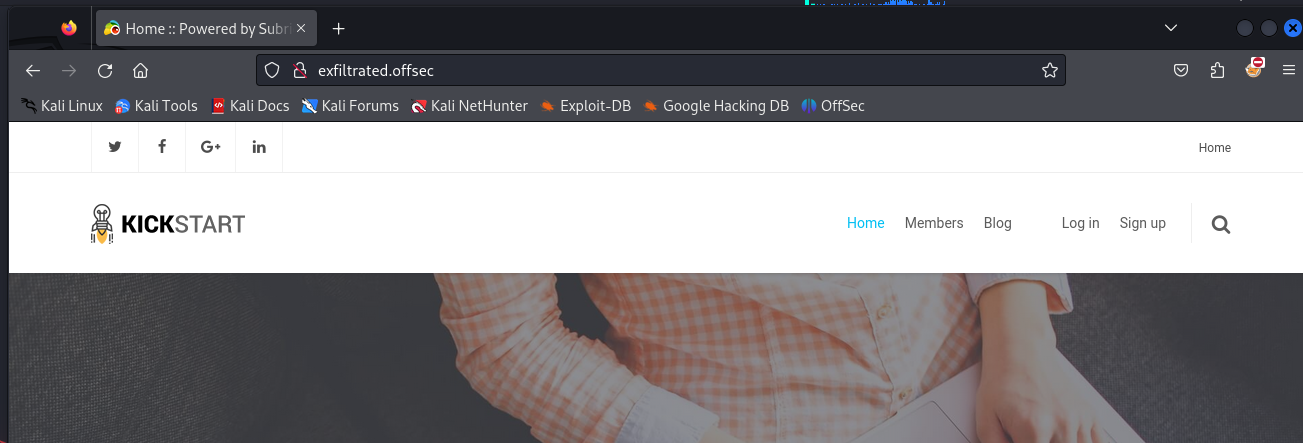 Home :: Powered by Subri
exfiltrated.offsec
Kali Linux Kali Tools Kali Docs Kali Forums Kali NetHunter Exploit-DB Google Hacking DB OffSec
Home
KICKSTART
Home Members Blog Log in Sign up